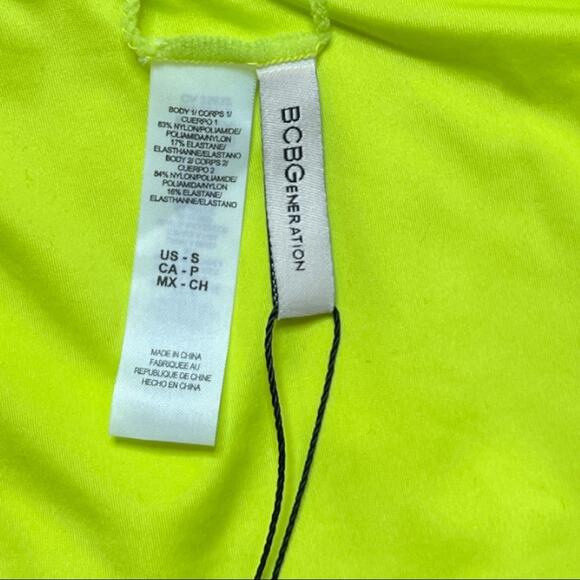 BODY 1/ CORPS 1/
CUERPO 1
83% NYLON/POLIAMIDE/
POLIAMIDA/NYLON
17% ELASTANE/
ELASTHANNE/ELASTANO
BODY 2/ CORPS 2/
CUERPO 2
84% NYLON/POLIAMIDE/
POLIAMIDA/NYLON
16% ELASTANE/
ELASTHANNE/ELASTANO
US - S
CA - P
MX - CH
MADE IN CHINA
FABRIQUEE AU
REPUBLIQUE DE CHINE
HECHO EN CHINA
BCBGENERATION